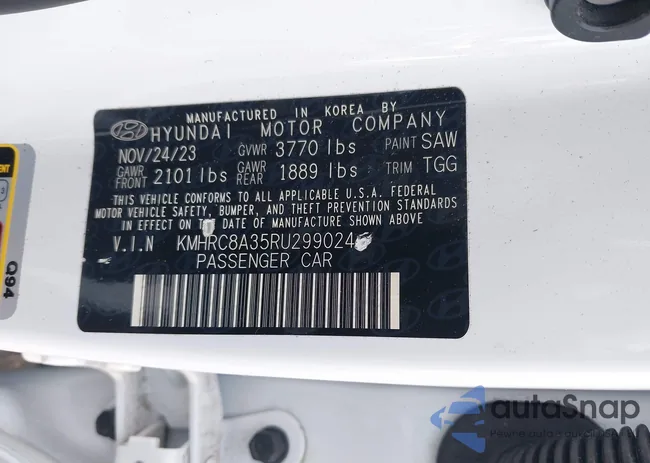 MANUFACTURED IN KOREA BY
HYUNDAI MOTOR COMPANY
NOV/24/23 GVWR 3770 lbs PAINT SAW
GAWR FRONT 2101 lbs GAWR REAR 1889 lbs TRIM TGG
THIS VEHICLE CONFORMS TO ALL APPLICABLE U.S.A. FEDERAL
MOTOR VEHICLE SAFETY, BUMPER, AND THEFT PREVENTION STANDARDS
IN EFFECT ON DATE OF MANUFACTURE SHOWN ABOVE.
V.I.N KMHRC8A35RU299024
PASSENGER CAR
Q94
autoSnap